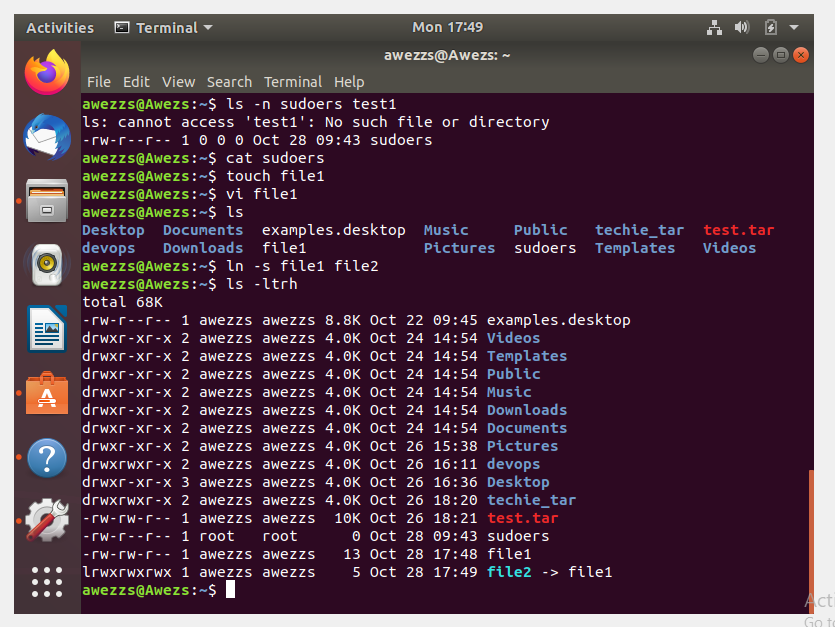 Activities Terminal Mon 17:49
awezzs@Awezs: ~
File Edit View Search Terminal Help
awezzs@Awezs:~$ ls -n sudoers test1
ls: cannot access 'test1': No such file or directory
-rw-r--r-- 1 0 0 0 Oct 28 09:43 sudoers
awezzs@Awezs:~$ cat sudoers
awezzs@Awezs:~$ touch file1
awezzs@Awezs:~$ vi file1
awezzs@Awezs:~$ ls
Desktop  Documents  examples.desktop  Music     Public   techie_tar  test.tar
devops   Downloads  file1             Pictures  sudoers  Templates   Videos
awezzs@Awezs:~$ ln -s file1 file2
awezzs@Awezs:~$ ls -ltrh
total 68K
-rw-r--r-- 1 awezzs awezzs 8.8K Oct 22 09:45 examples.desktop
drwxr-xr-x 2 awezzs awezzs 4.0K Oct 24 14:54 Videos
drwxr-xr-x 2 awezzs awezzs 4.0K Oct 24 14:54 Templates
drwxr-xr-x 2 awezzs awezzs 4.0K Oct 24 14:54 Public
drwxr-xr-x 2 awezzs awezzs 4.0K Oct 24 14:54 Music
drwxr-xr-x 2 awezzs awezzs 4.0K Oct 24 14:54 Downloads
drwxr-xr-x 2 awezzs awezzs 4.0K Oct 24 14:54 Documents
drwxr-xr-x 2 awezzs awezzs 4.0K Oct 26 15:38 Pictures
drwxrwxr-x 2 awezzs awezzs 4.0K Oct 26 16:11 devops
drwxr-xr-x 3 awezzs awezzs 4.0K Oct 26 16:36 Desktop
drwxrwxr-x 2 awezzs awezzs 4.0K Oct 26 18:20 techie_tar
-rw-rw-r-- 1 awezzs awezzs  10K Oct 26 18:21 test.tar
-rw-r--r-- 1 root   root      0 Oct 28 09:43 sudoers
-rw-rw-r-- 1 awezzs awezzs   13 Oct 28 17:48 file1
lrwxrwxrwx 1 awezzs awezzs    5 Oct 28 17:49 file2 -> file1
awezzs@Awezs:~$